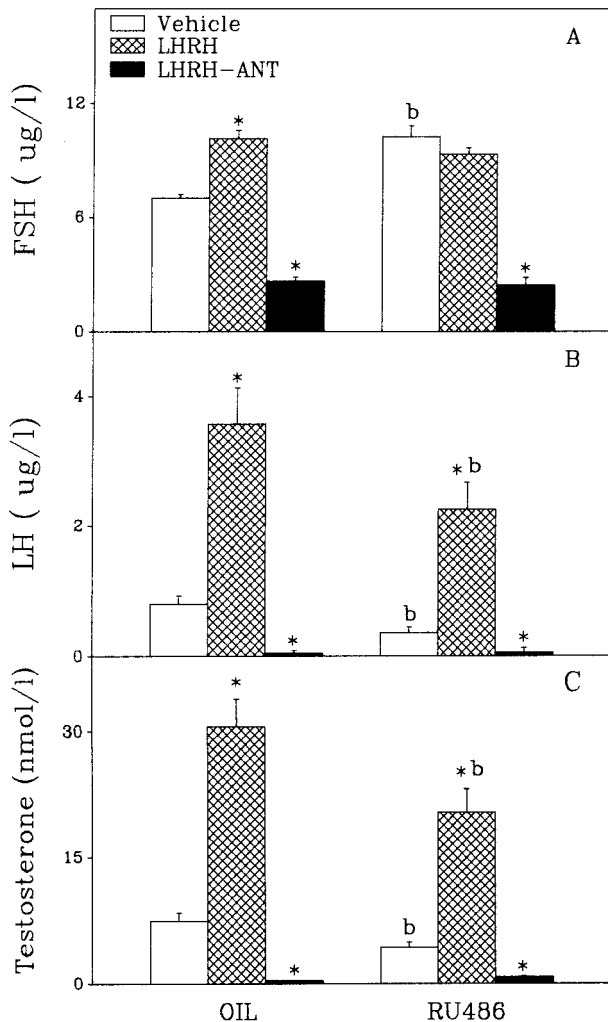 Vehicle
LHRH
LHRH-ANT
A
FSH ( ug/l)
12
6
0
*
*
b
*
B
LH ( ug/l)
4
2
0
*
*
b
* b
*
C
Testosterone (nmol/l)
30
15
0
*
*
b
* b
*
OIL
RU486